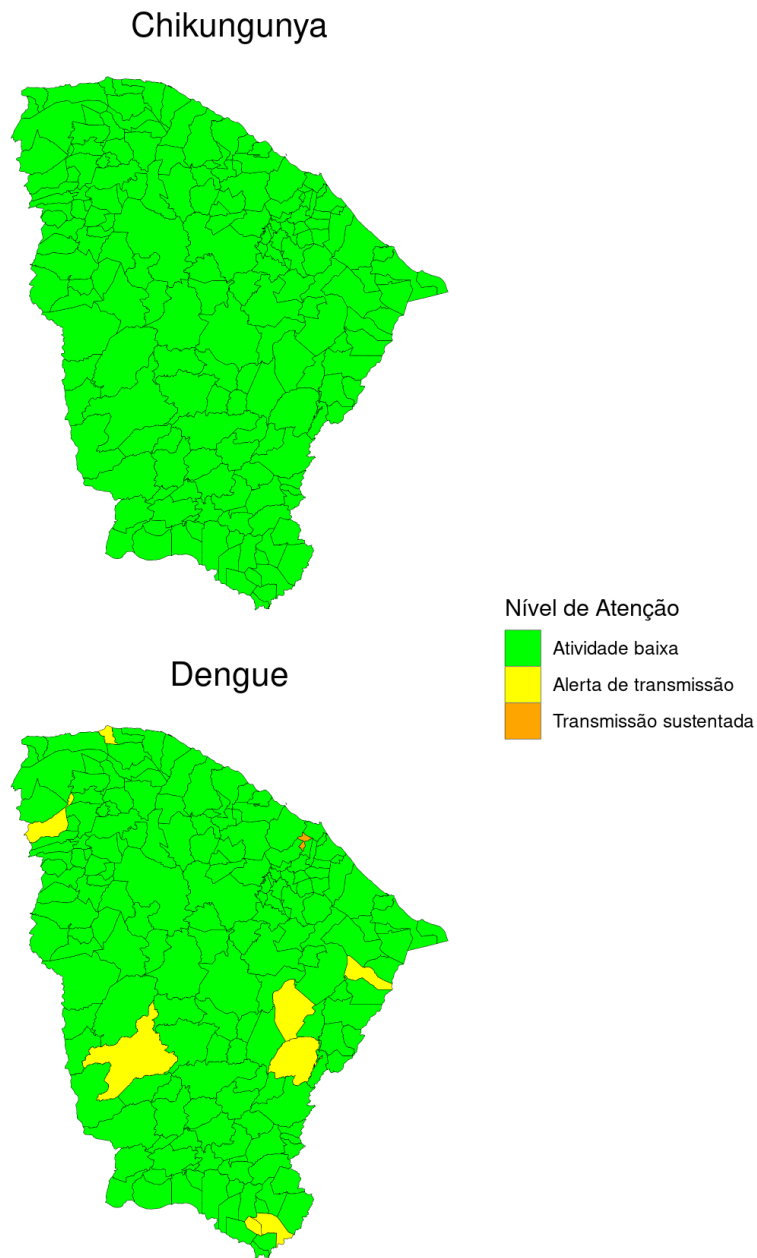 Chikungunya
Nível de Atenção
Atividade baixa
Alerta de transmissão
Transmissão sustentada
Dengue